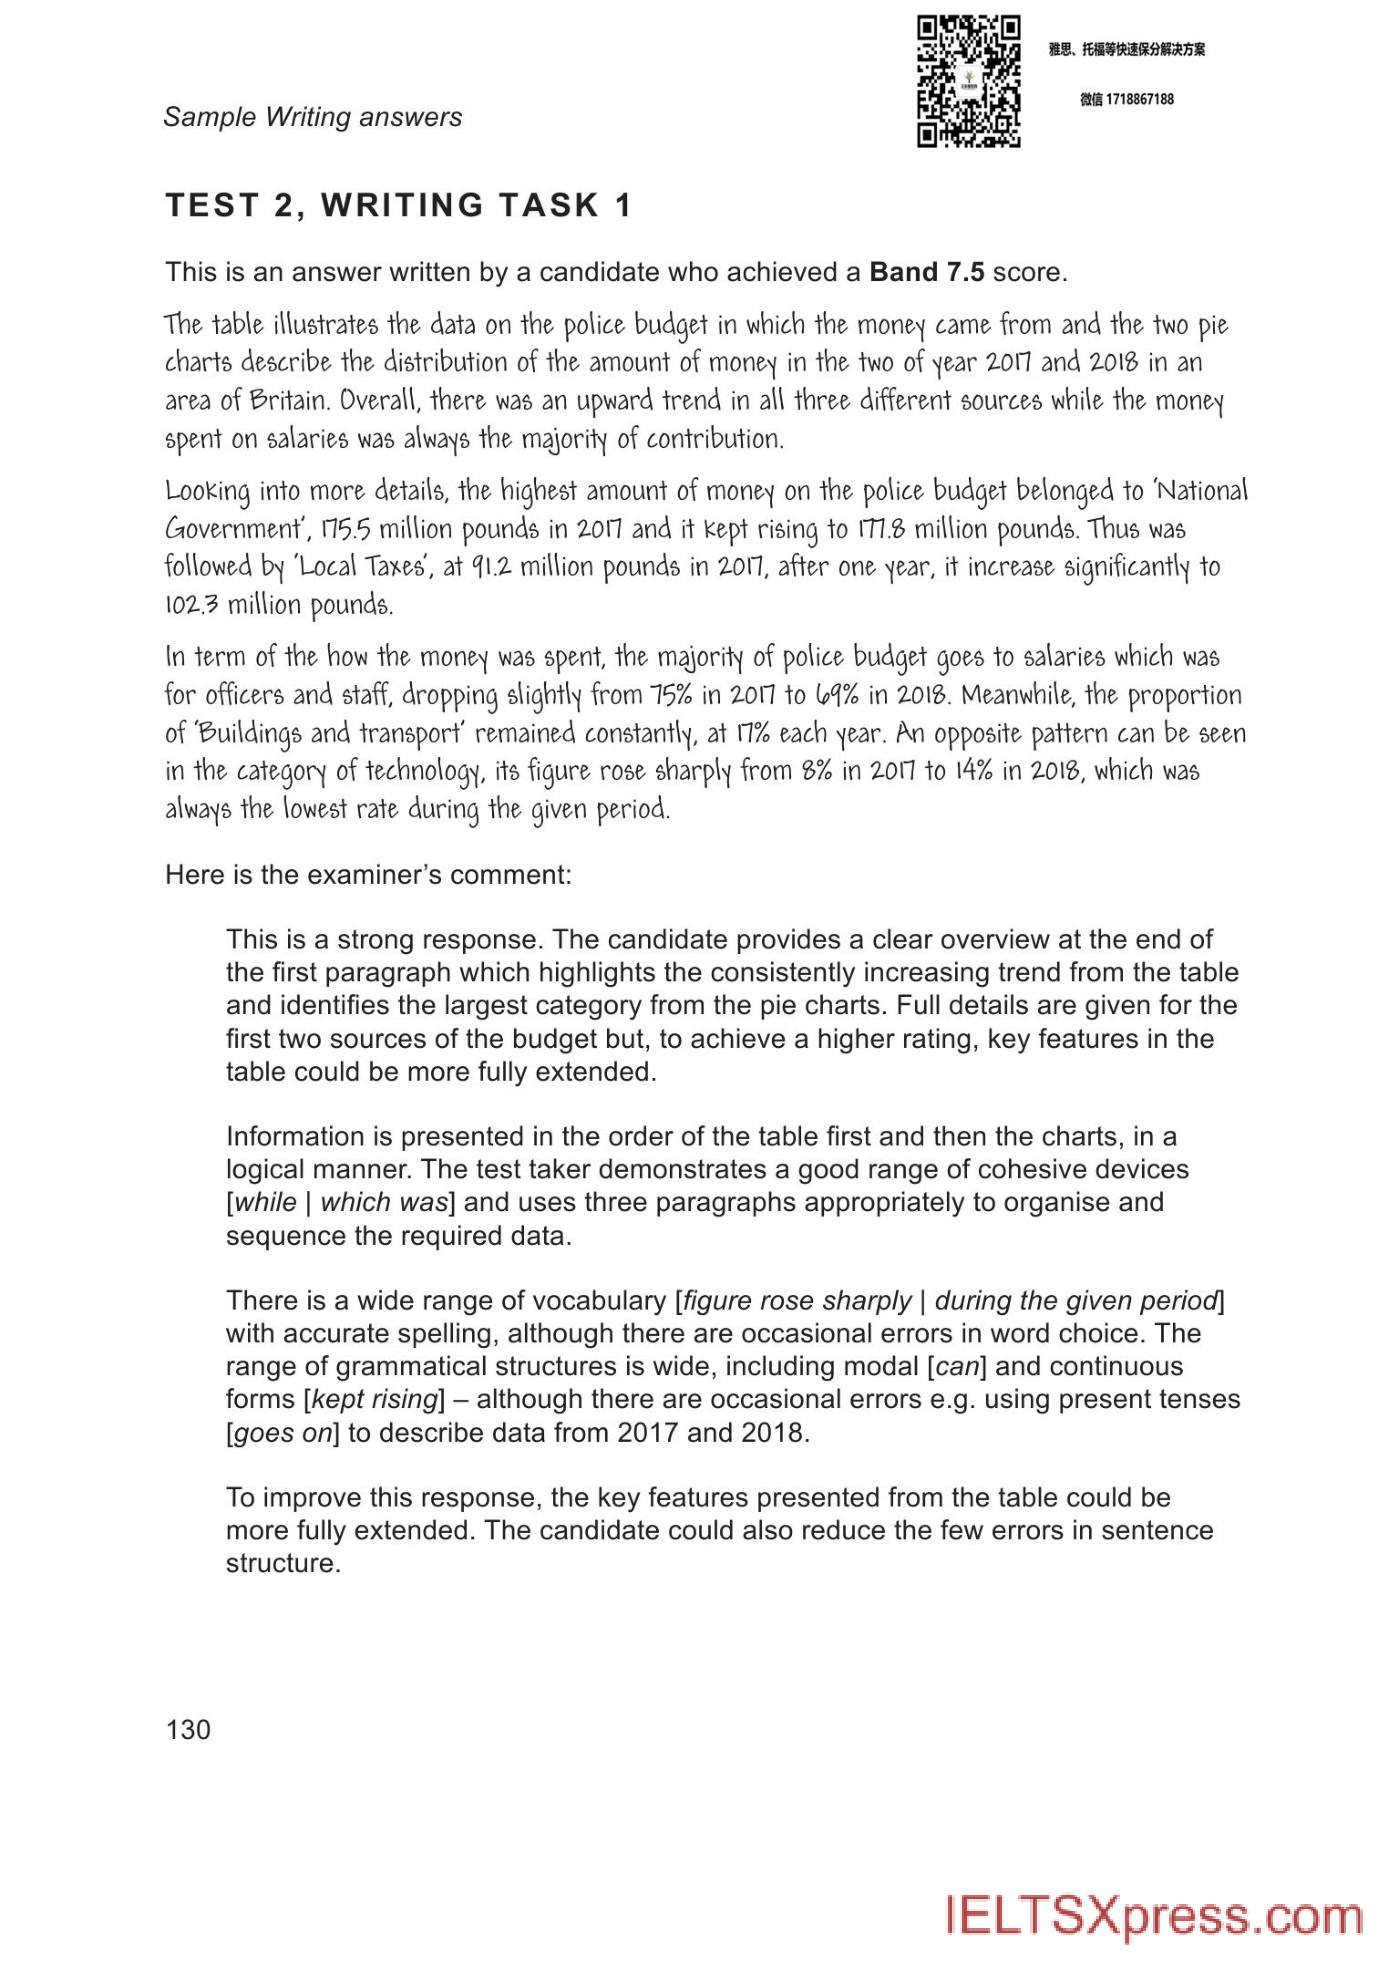 雅思、托福等快速保分解决方案
微信 1718867188
Sample Writing answers
TEST 2, WRITING TASK 1
This is an answer written by a candidate who achieved a Band 7.5 score.
The table illustrates the data on the police budget in which the money came from and the two pie
charts describe the distribution of the amount of money in the two of year 2017 and 2018 in an
area of Britain. Overall, there was an upward trend in all three different sources while the money
spent on salaries was always the majority of contribution.
Looking into more details, the highest amount of money on the police budget belonged to 'National
Government', 175.5 million pounds in 2017 and it kept rising to 177.8 million pounds. Thus was
followed by 'Local Taxes', at 91.2 million pounds in 2017, after one year, it increase significantly to
102.3 million pounds.
In term of the how the money was spent, the majority of police budget goes to salaries which was
for officers and staff, dropping slightly from 75% in 2017 to 69% in 2018. Meanwhile, the proportion
of 'Buildings and transport' remained constantly, at 17% each year. An opposite pattern can be seen
in the category of technology, its figure rose sharply from 8% in 2017 to 14% in 2018, which was
always the lowest rate during the given period.
Here is the examiner's comment:
This is a strong response. The candidate provides a clear overview at the end of
the first paragraph which highlights the consistently increasing trend from the table
and identifies the largest category from the pie charts. Full details are given for the
first two sources of the budget but, to achieve a higher rating, key features in the
table could be more fully extended.
Information is presented in the order of the table first and then the charts, in a
logical manner. The test taker demonstrates a good range of cohesive devices
[while | which was] and uses three paragraphs appropriately to organise and
sequence the required data.
There is a wide range of vocabulary [figure rose sharply | during the given period]
with accurate spelling, although there are occasional errors in word choice. The
range of grammatical structures is wide, including modal [can] and continuous
forms [kept rising] – although there are occasional errors e.g. using present tenses
[goes on] to describe data from 2017 and 2018.
To improve this response, the key features presented from the table could be
more fully extended. The candidate could also reduce the few errors in sentence
structure.
130
IELTSXpress.com